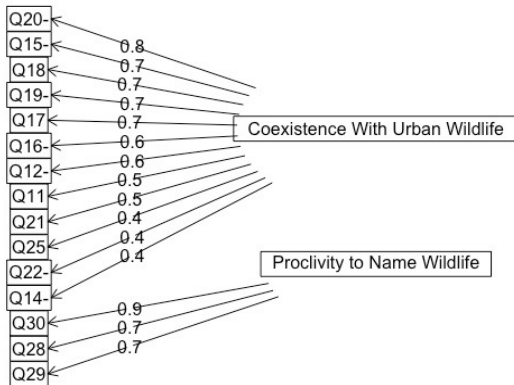 Q20-
0.8
Q15-
0.7
Q18
0.7
Q19-
0.7
Q17
0.7
Coexistence With Urban Wildlife
Q16-
0.6
Q12-
0.6
Q11
0.5
Q21
0.5
Q25
0.4
Q22-
0.4
Q14-
0.4
Proclivity to Name Wildlife
Q30
0.9
Q28
0.7
Q29
0.7